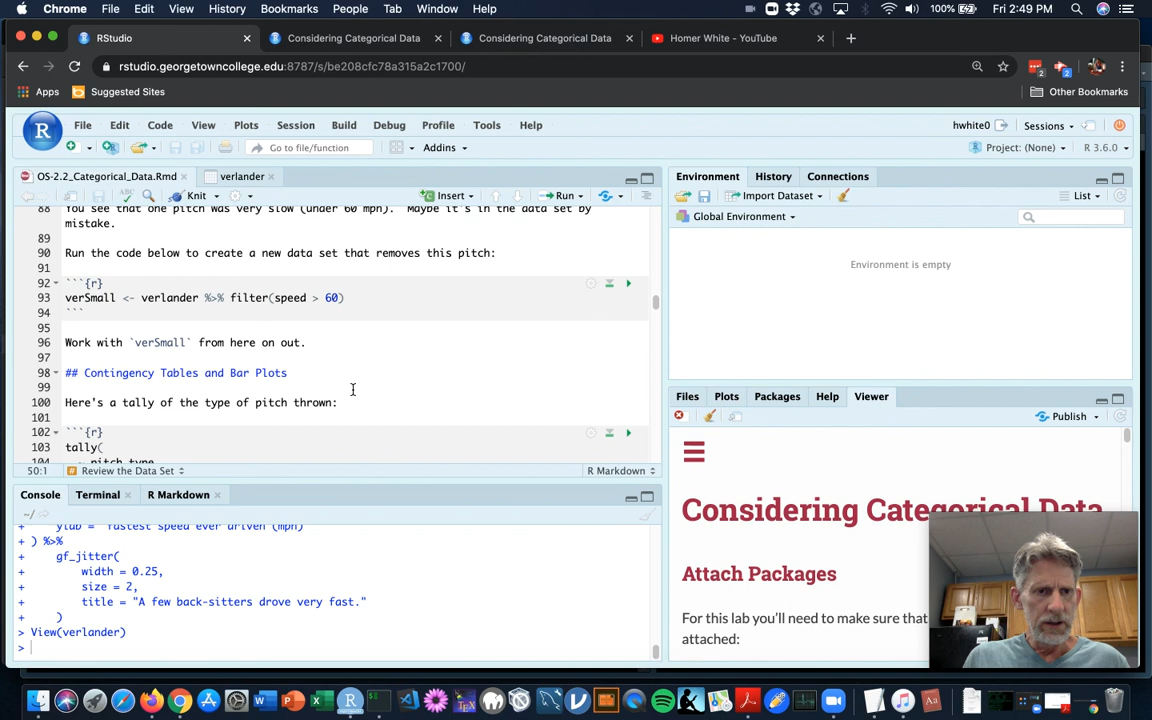 Chrome File Edit View History Bookmarks People Tab Window Help 100% Fri 2:49 PM
RStudio Considering Categorical Data Considering Categorical Data Homer White - YouTube
rstudio.georgetowncollege.edu:8787/s/be208cfc78a315a2c1700/
Apps Suggested Sites Other Bookmarks
R File Edit Code View Plots Session Build Debug Profile Tools Help hwhite0 Sessions
Go to file/function Addins Project: (None) R 3.6.0
OS-2.2_Categorical_Data.Rmd verlander
ABC Knit Insert Run
88 You see that one pitch was very slow (under 60 mph). Maybe it's in the data set by
mistake.
89
90 Run the code below to create a new data set that removes this pitch:
91
92 ```{r}
93 verSmall <- verlander %>% filter(speed > 60)
94 ```
95
96 Work with `verSmall` from here on out.
97
98 ## Contingency Tables and Bar Plots
99
100 Here's a tally of the type of pitch thrown:
101
102 ```{r}
103 tally(
104 ~ pitch_type
50:1 # Review the Data Set R Markdown
Console Terminal R Markdown
~/
+ ylab = "fastest speed ever driven (mph)"
+ ) %>%
+ gf_jitter(
+ width = 0.25,
+ size = 2,
+ title = "A few back-sitters drove very fast."
+ )
> View(verlander)
>
Environment History Connections
Import Dataset List
Global Environment
Environment is empty
Files Plots Packages Help Viewer
Publish
Considering Categorical Data
Attach Packages
For this lab you'll need to make sure that
attached: